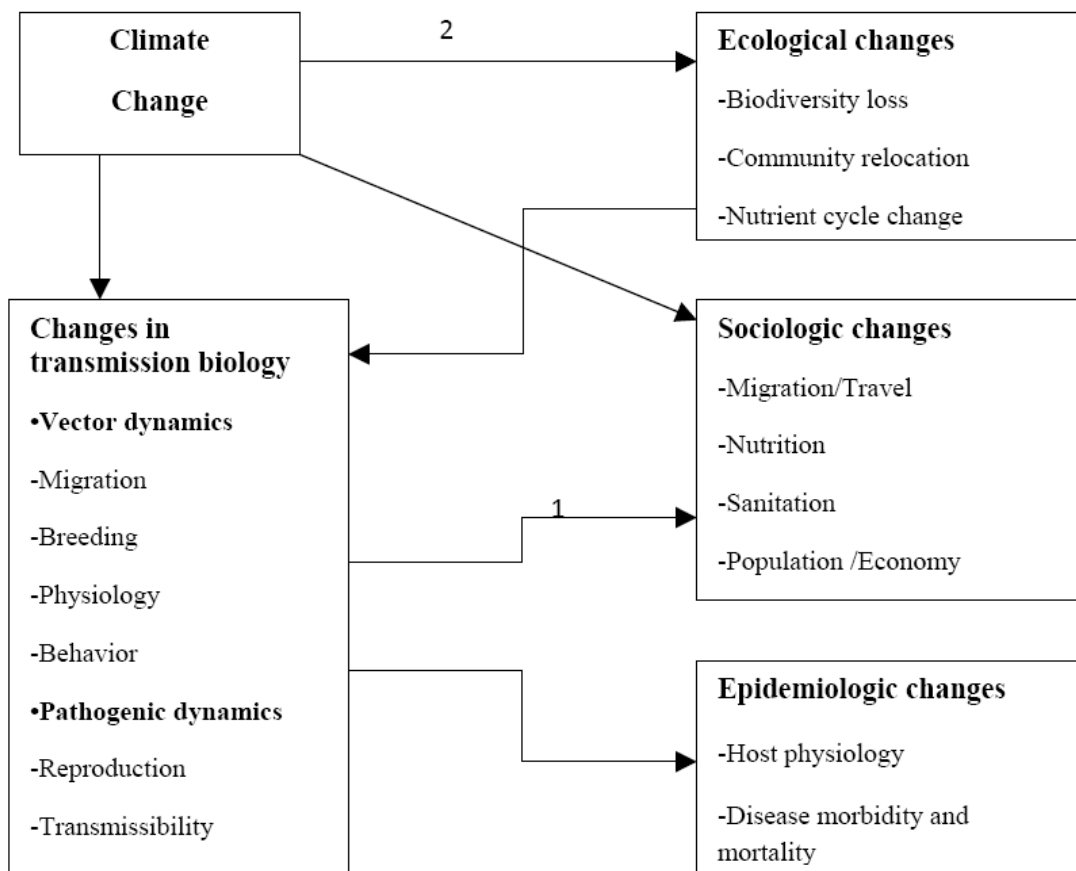 Climate
Change
2
Ecological changes
-Biodiversity loss
-Community relocation
-Nutrient cycle change
Changes in
transmission biology
•Vector dynamics
-Migration
-Breeding
-Physiology
-Behavior
•Pathogenic dynamics
-Reproduction
-Transmissibility
1
Sociologic changes
-Migration/Travel
-Nutrition
-Sanitation
-Population /Economy
Epidemiologic changes
-Host physiology
-Disease morbidity and
mortality